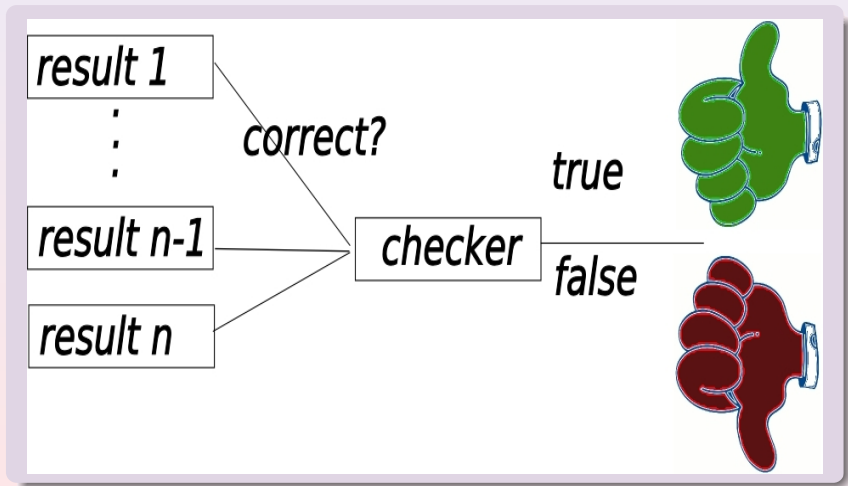 result 1
correct?
true
result n-1
checker
false
result n